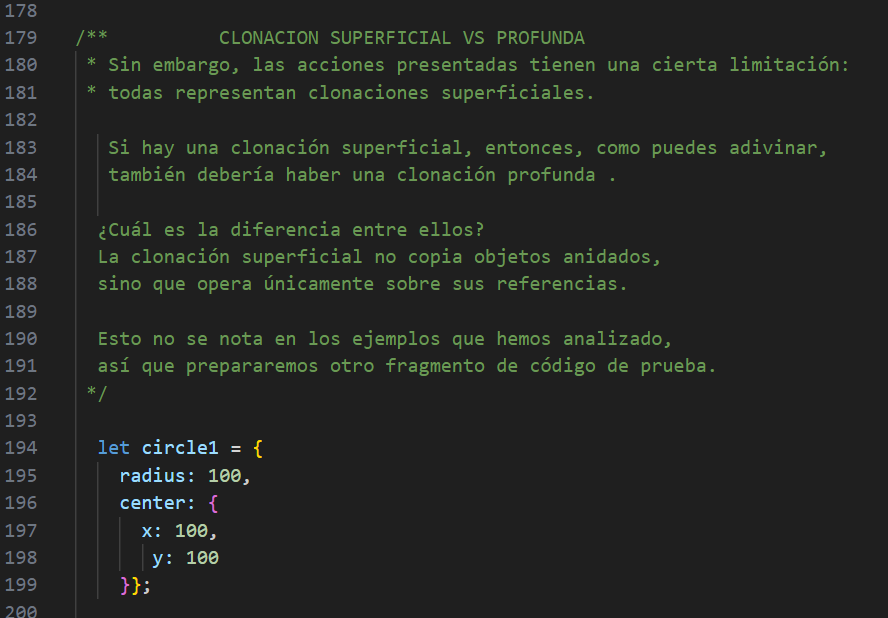 178
179 /** CLONACION SUPERFICIAL VS PROFUNDA
180 * Sin embargo, las acciones presentadas tienen una cierta limitación:
181 * todas representan clonaciones superficiales.
182
183 Si hay una clonación superficial, entonces, como puedes adivinar,
184 también debería haber una clonación profunda .
185
186 ¿Cuál es la diferencia entre ellos?
187 La clonación superficial no copia objetos anidados,
188 sino que opera únicamente sobre sus referencias.
189
190 Esto no se nota en los ejemplos que hemos analizado,
191 así que prepararemos otro fragmento de código de prueba.
192 */
193
194 let circle1 = {
195 radius: 100,
196 center: {
197 x: 100,
198 y: 100
199 }};
200